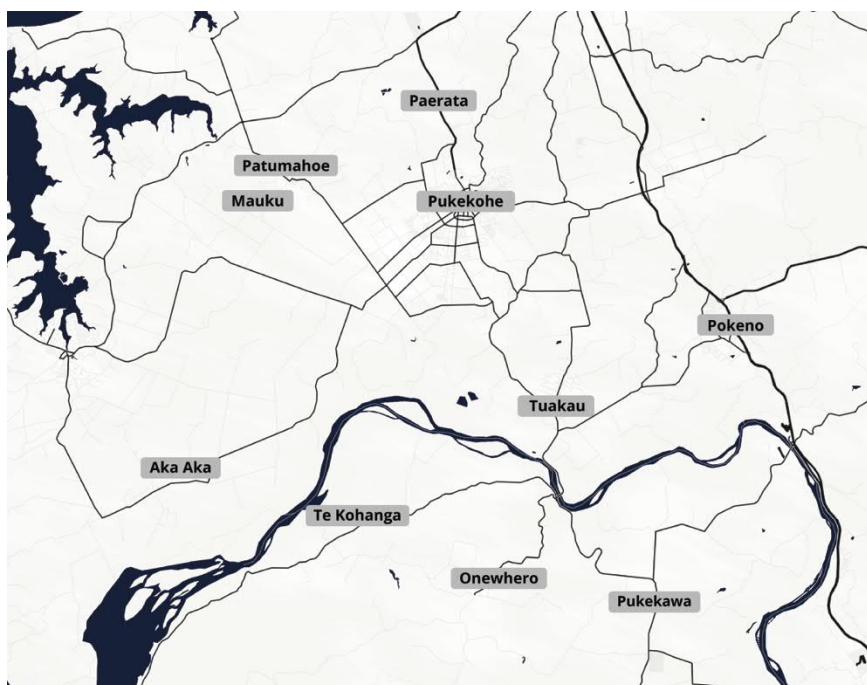 Paerata
Patumahoe
Mauku
Pukekohe
Pokeno
Tuakau
Aka Aka
Te Kohanga
Onewhero
Pukekawa